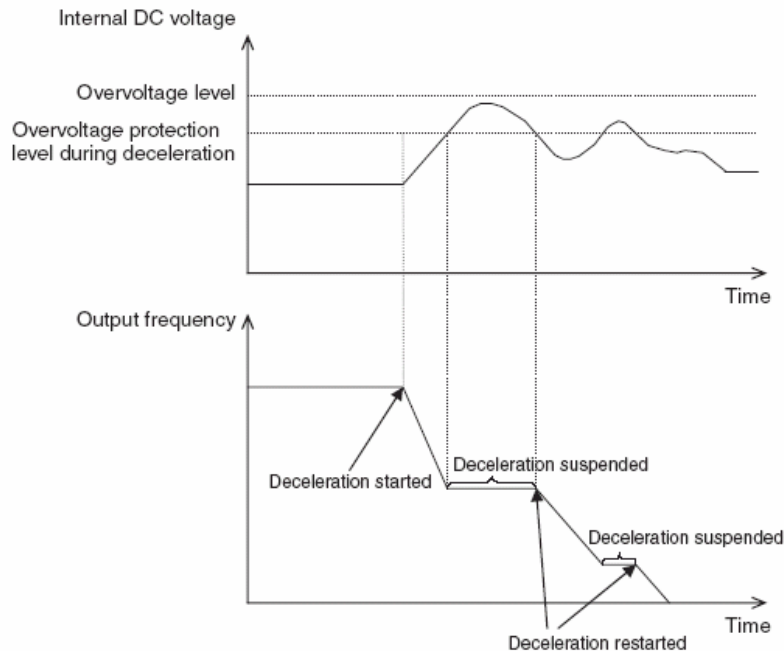 Internal DC voltage
Overvoltage level
Overvoltage protection
level during deceleration
Time
Output frequency
Deceleration suspended
Deceleration started
Deceleration suspended
Time
Deceleration restarted